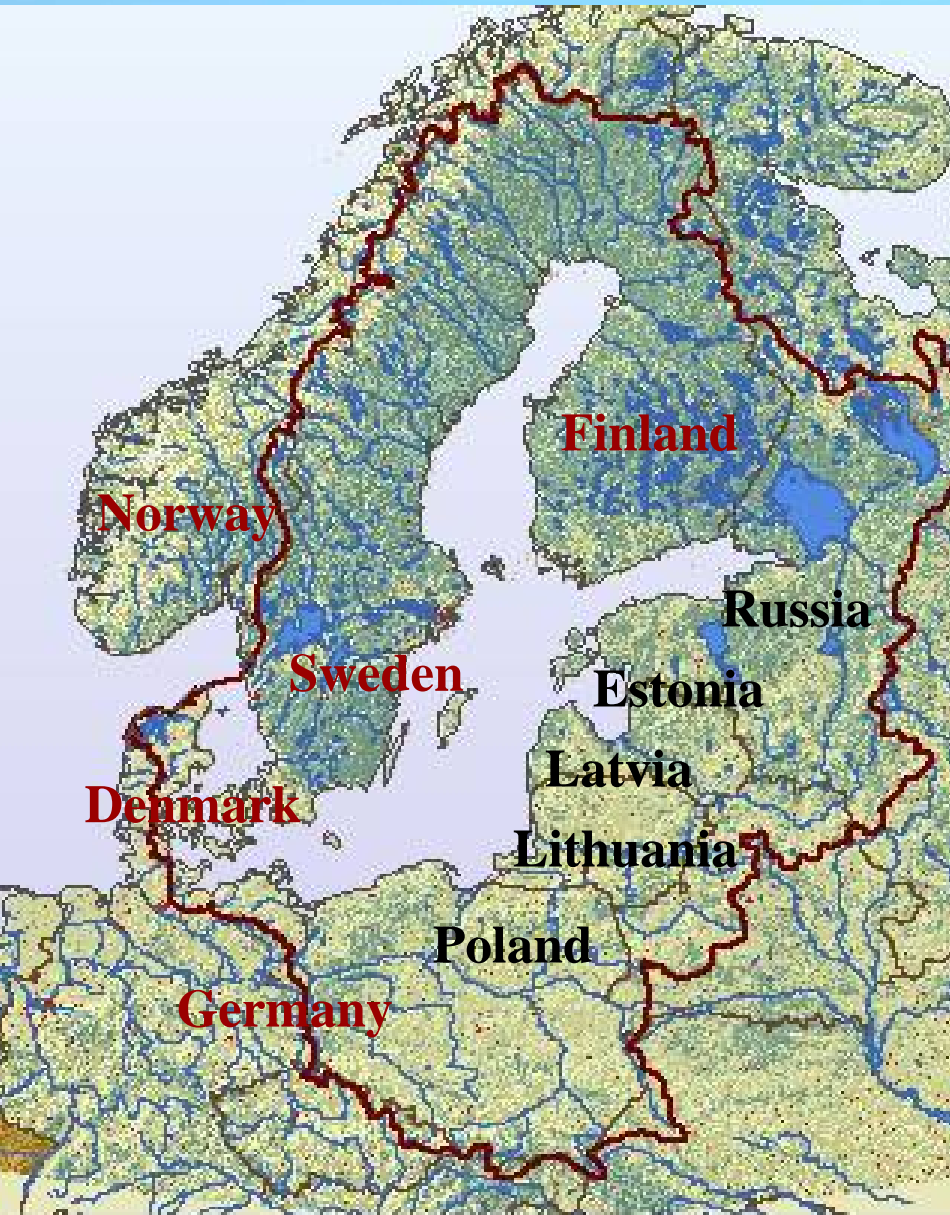 Finland
Norway
Russia
Sweden
Estonia
Latvia
Denmark
Lithuania
Poland
Germany